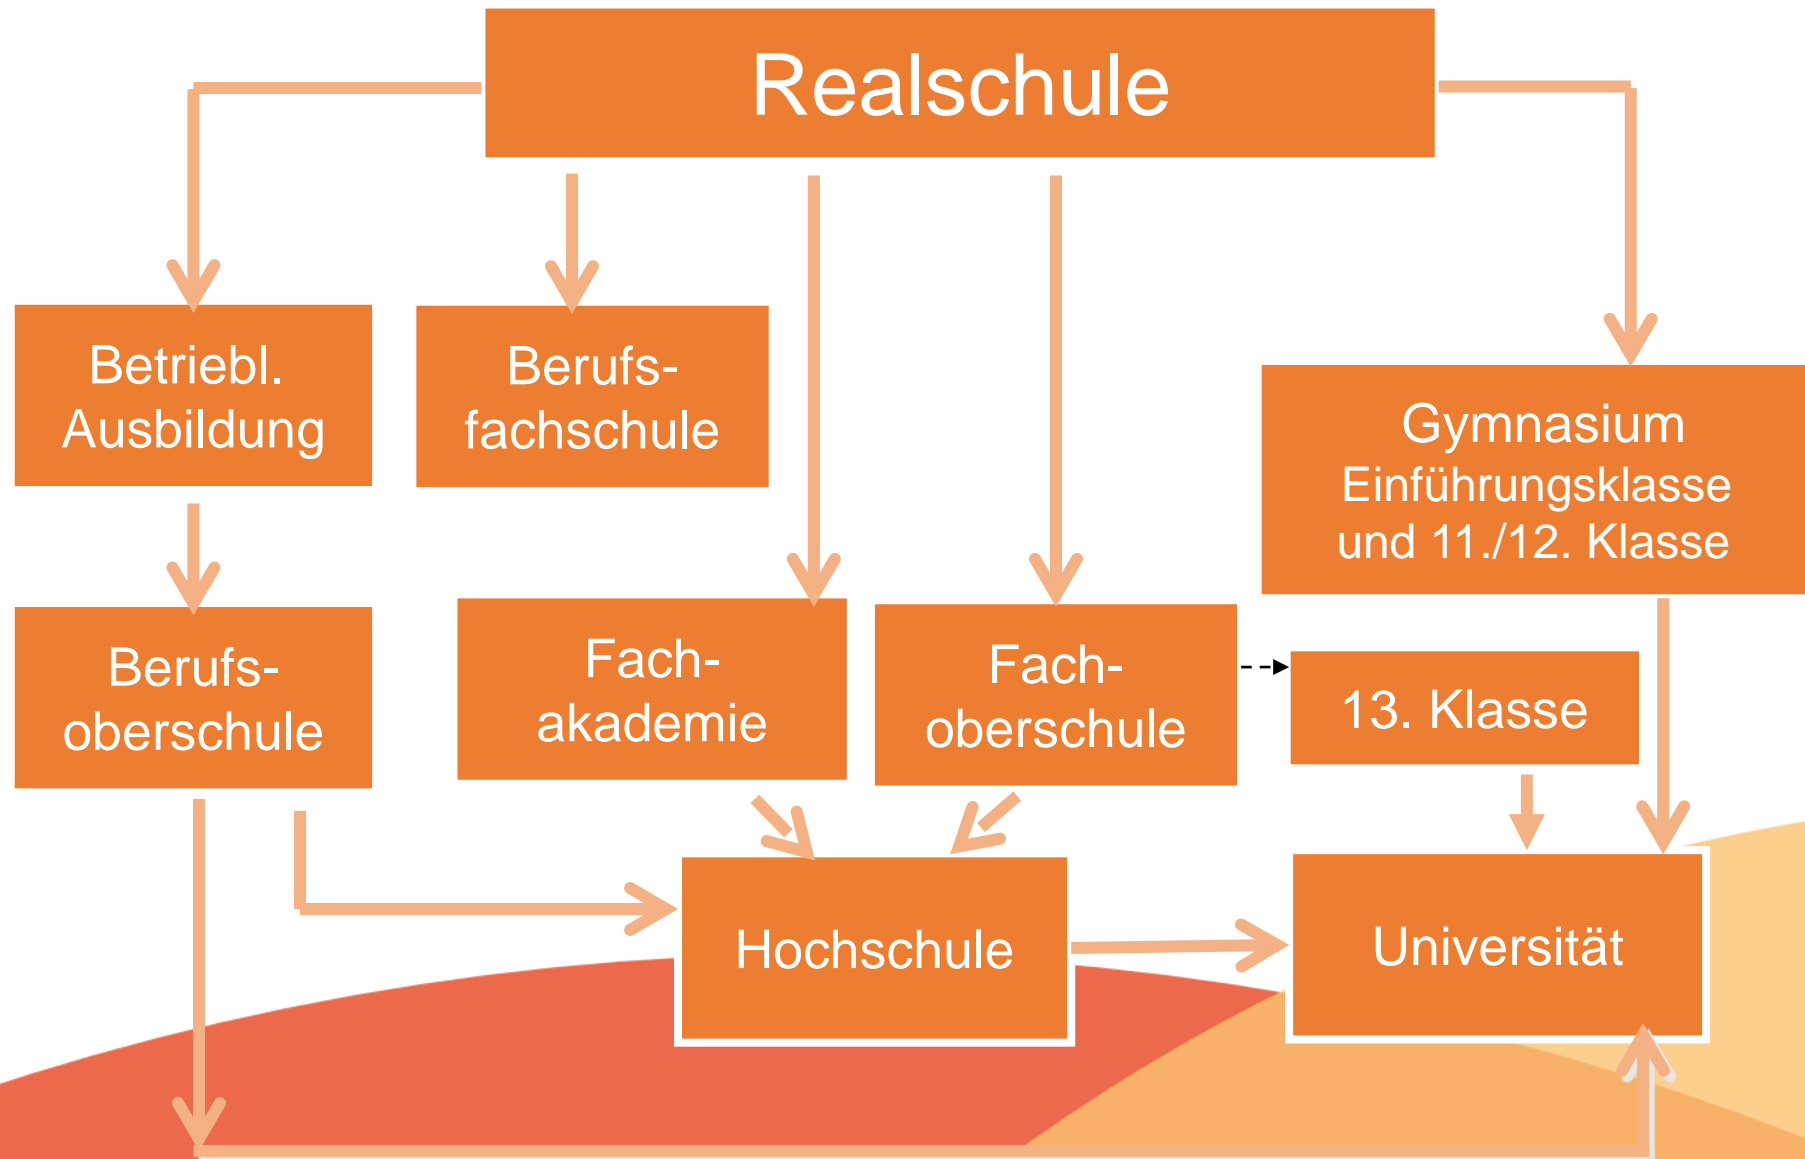 Realschule
Betriebl.
Ausbildung
Berufs-
fachschule
Gymnasium
Einführungsklasse
und 11./12. Klasse
Berufs-
oberschule
Fach-
akademie
Fach-
oberschule
13. Klasse
Hochschule
Universität